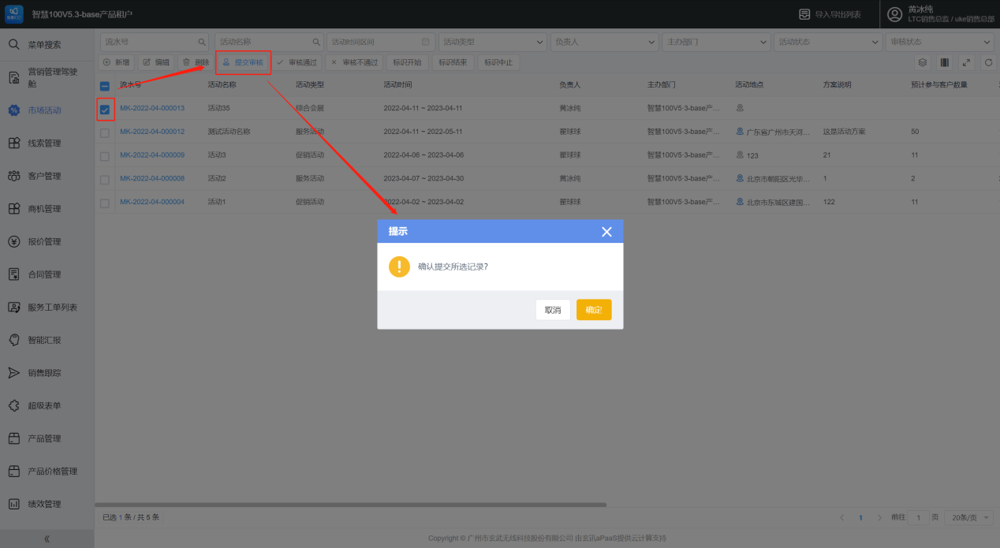 智慧100V5.3-base产品租户
导入导出列表
黄冰纯
LTC销售总监 / uke销售总部
菜单搜索
营销管理驾驶
舱
市场活动
线索管理
客户管理
商机管理
报价管理
合同管理
服务工单列表
智能汇报
销售跟踪
超级表单
产品管理
产品价格管理
绩效管理
流水号 活动名称 活动时间区间 活动类型 负责人 主办部门 活动状态 审核状态
新增 编辑 删除 提交审核 审核通过 审核不通过 标识开始 标识结束 标识中止
流水号 活动名称 活动类型 活动时间 负责人 主办部门 活动地点 方案说明 预计参与客户数量
MK-2022-04-000013 活动35 综合会展 2022-04-11 ~ 2023-04-11 黄冰纯 智慧100V5·3-base产...
MK-2022-04-000012 测试活动名称 服务活动 2022-04-11 ~ 2022-05-11 翟球球 智慧100V5·3-base产... 广东省广州市天河... 这是活动方案 50
MK-2022-04-000009 活动3 促销活动 2022-04-06 ~ 2023-04-06 翟球球 智慧100V5·3-base产... 123 21 11
MK-2022-04-000008 活动2 服务活动 2023-04-07 ~ 2023-04-30 黄冰纯 智慧100V5·3-base产... 北京市朝阳区光华... 1 2
MK-2022-04-000004 活动1 促销活动 2022-04-02 ~ 2023-04-02 翟球球 智慧100V5·3-base产... 北京市东城区建国... 122 11
提示
确认提交所选记录?
取消 确定
已选 1 条 / 共 5 条
1 前往 1 页 20条/页
Copyright © 广州市玄武无线科技股份有限公司 由玄讯aPaaS提供云计算支持